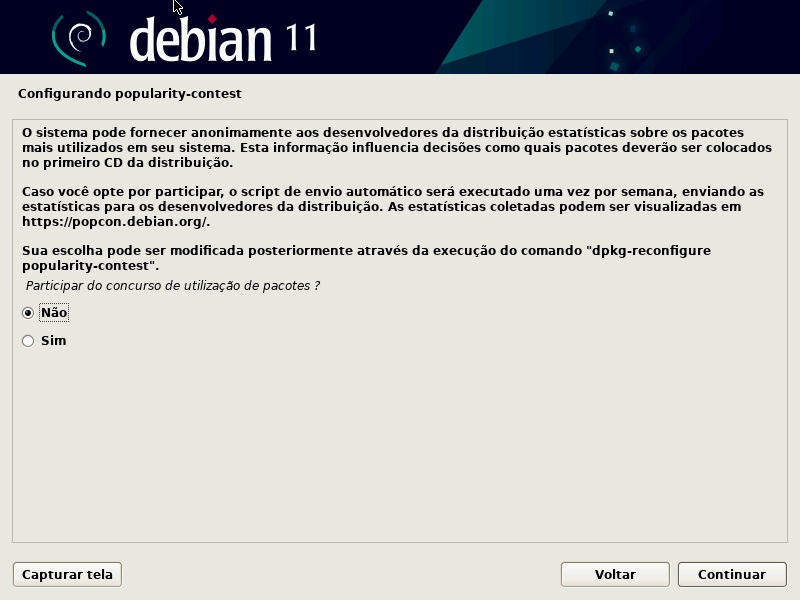 debian 11
Configurando popularity-contest
O sistema pode fornecer anonimamente aos desenvolvedores da distribuição estatísticas sobre os pacotes
mais utilizados em seu sistema. Esta informação influencia decisões como quais pacotes deverão ser colocados
no primeiro CD da distribuição.
Caso você opte por participar, o script de envio automático será executado uma vez por semana, enviando as
estatísticas para os desenvolvedores da distribuição. As estatísticas coletadas podem ser visualizadas em
https://popcon.debian.org/.
Sua escolha pode ser modificada posteriormente através da execução do comando "dpkg-reconfigure
popularity-contest".
Participar do concurso de utilização de pacotes ?
Não
Sim
Capturar tela
Voltar
Continuar